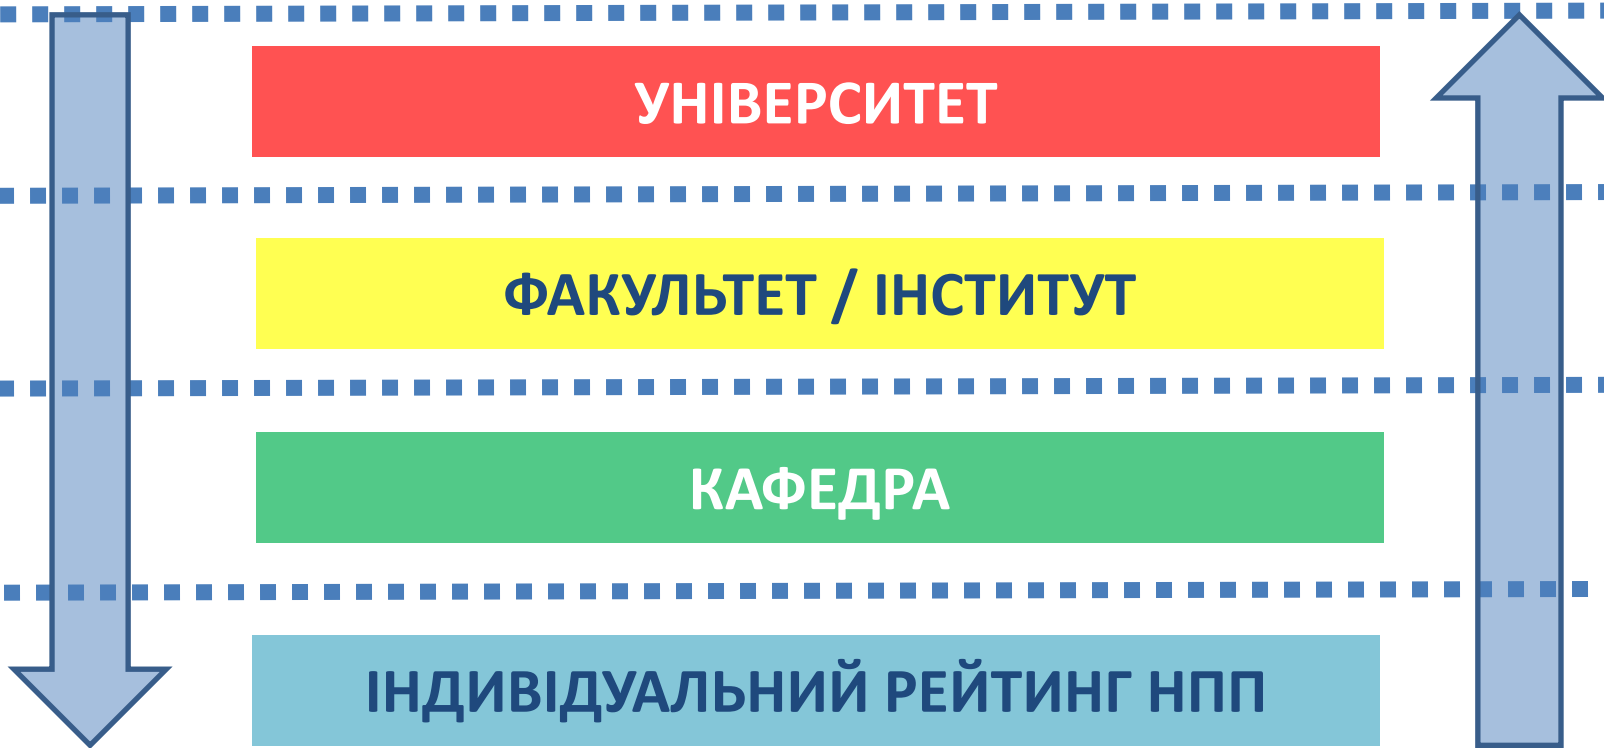 УНІВЕРСИТЕТ
ФАКУЛЬТЕТ / ІНСТИТУТ
КАФЕДРА
ІНДИВІДУАЛЬНИЙ РЕЙТИНГ НПП